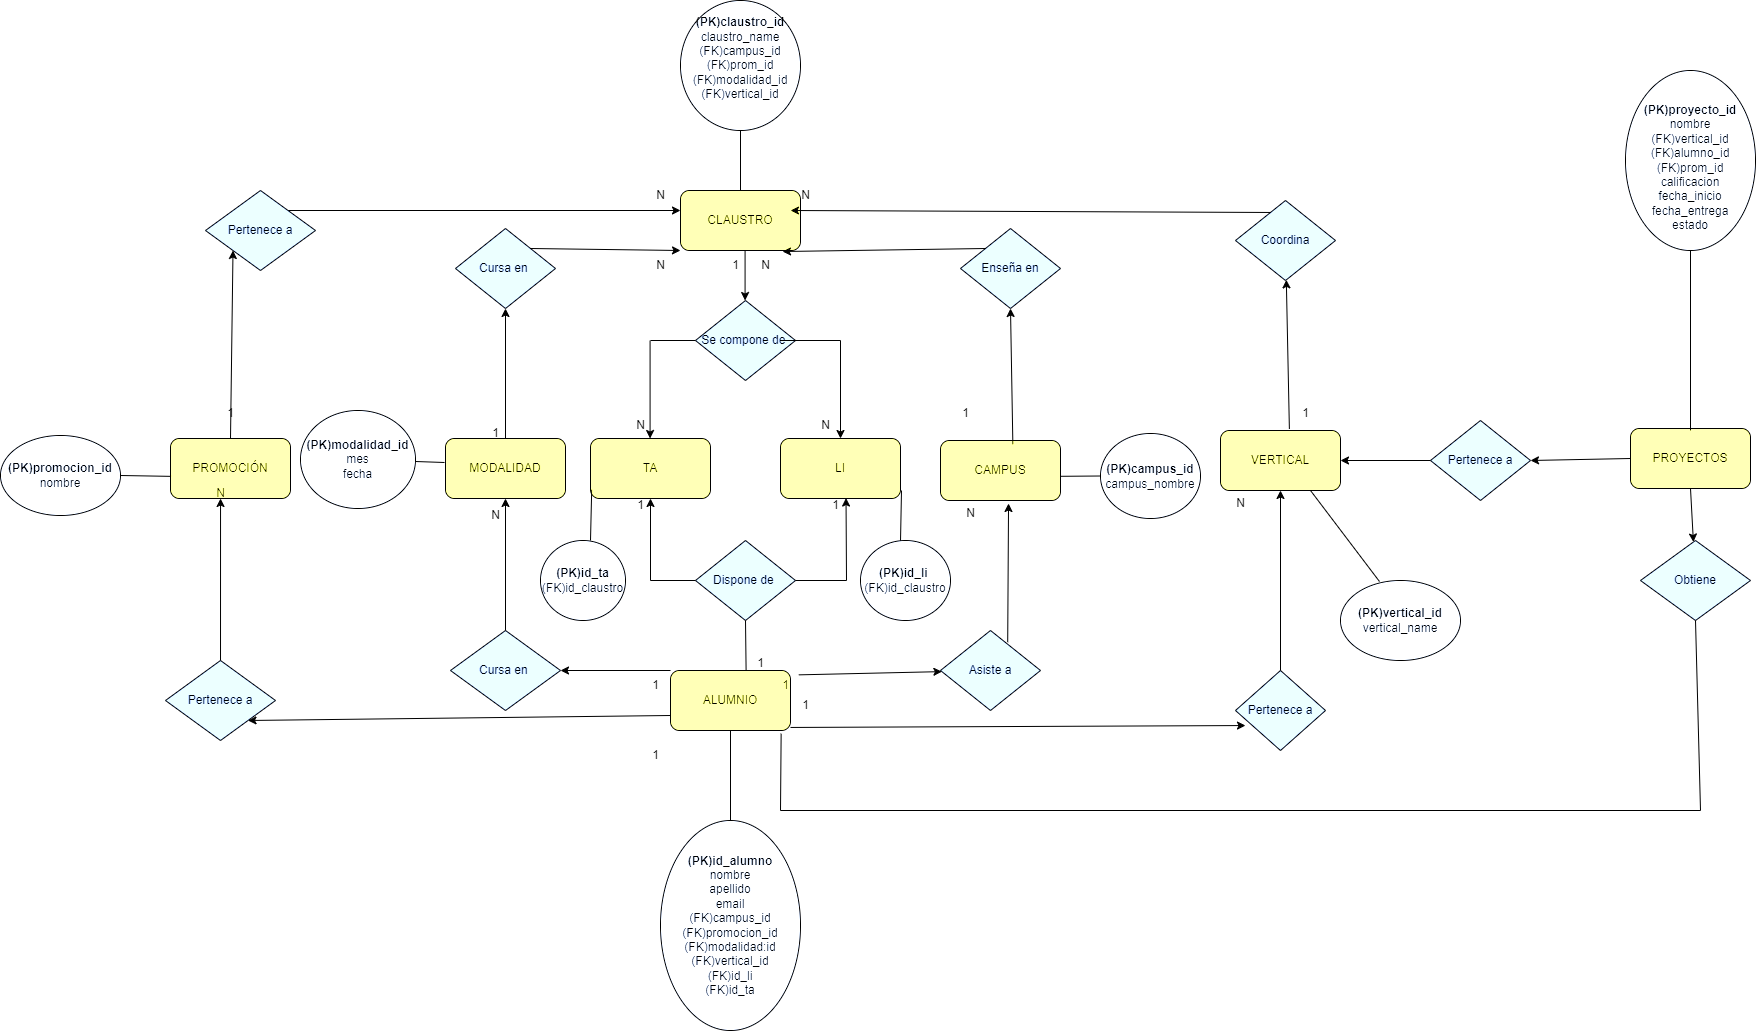 (PK)claustro_id
claustro_name
(FK)campus_id
(FK)prom_id
(FK)modalidad_id
(FK)vertical_id
(PK)proyecto_id
nombre
(FK)vertical_id
(FK)alumno_id
(FK)prom_id
calificacion
fecha_inicio
fecha_entrega
estado
N
N
CLAUSTRO
Pertenece a
Coordina
Cursa en
Enseña en
N
1
N
Se compone de
1
1
1
N
N
1
1
(PK)promocion_id
nombre
PROMOCIÓN
N
(PK)modalidad_id
mes
fecha
MODALIDAD
N
TA
1
LI
1
CAMPUS
N
(PK)campus_id
campus_nombre
VERTICAL
N
Pertenece a
PROYECTOS
(PK)id_ta
(FK)id_claustro
Dispone de
(PK)id_li
(FK)id_claustro
Obtiene
(PK)vertical_id
vertical_name
Pertenece a
Cursa en
1
1
ALUMNIO
1
1
Asiste a
Pertenece a
1
(PK)id_alumno
nombre
apellido
email
(FK)campus_id
(FK)promocion_id
(FK)modalidad:id
(FK)vertical_id
(FK)id_li
(FK)id_ta